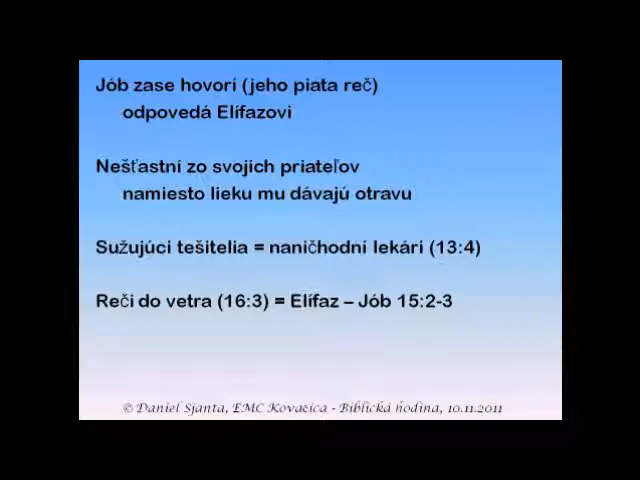 Jób zase hovorí (jeho piata reč)
odpovedá Elífazovi
Nešťastní zo svojich priateľov
namiesto lieku mu dávajú otravu
Sužujúci tešitelia = naničhodní lekári (13:4)
Reči do vetra (16:3) = Elífaz – Jób 15:2-3
© Daniel Sjanta, EMC Kovačica - Biblická hodina, 10.11.2011